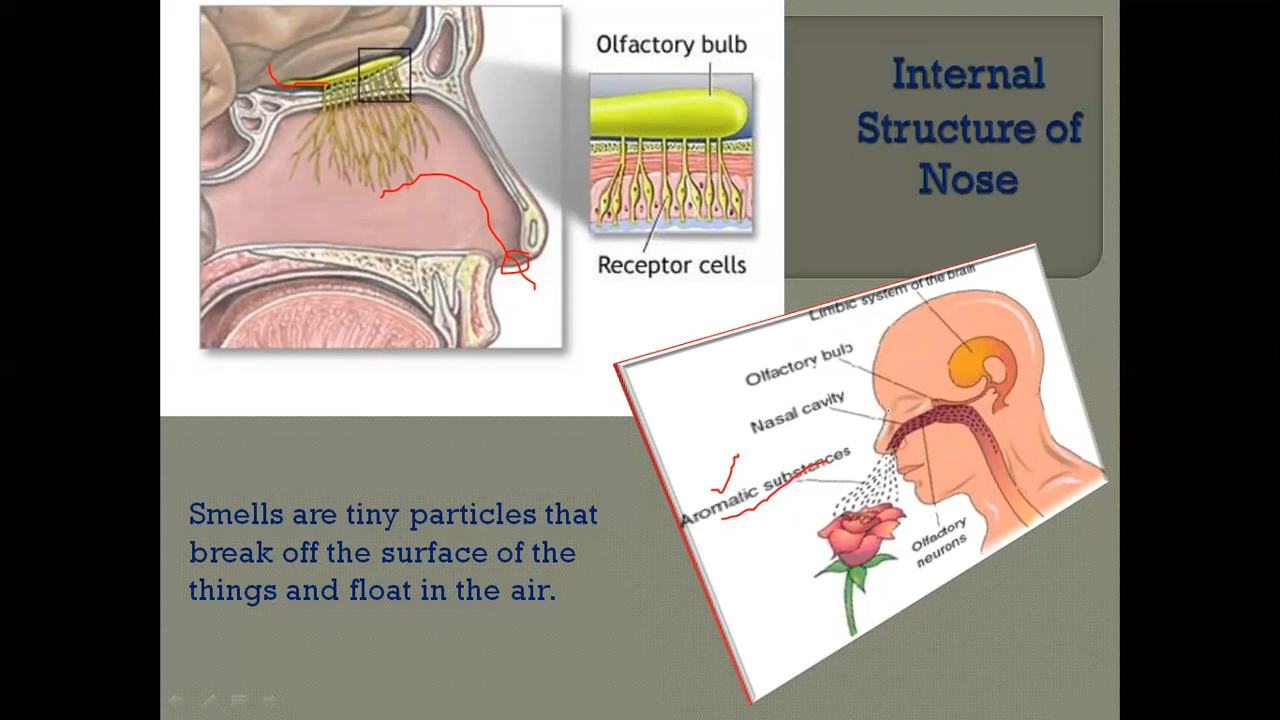 Olfactory bulb
Receptor cells
Internal
Structure of
Nose
Limbic system of the brain
Olfactory bulb
Nasal cavity
Aromatic substences
Olfactory
neurons
Smells are tiny particles that
break off the surface of the
things and float in the air.